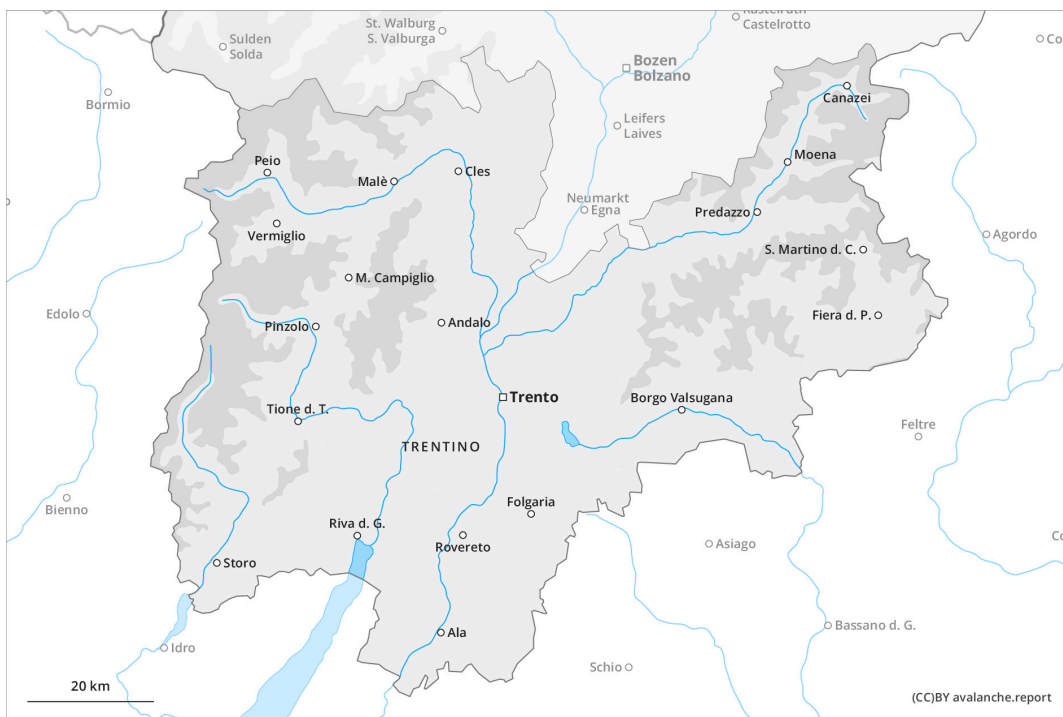 Kastelruth
Castelrotto
St. Walburg
S. Valburga
Sulden
Solda
Co
Bozen
Bolzano
Bormio
Canazei
Leifers
Laives
Moena
Peio
Malè
Cles
Neumarkt
Egna
Predazzo
Vermiglio
Agordo
S. Martino d. C.
M. Campiglio
Edolo
Pinzolo
Andalo
Fiera d. P.
Trento
Borgo Valsugana
Tione d. T.
Feltre
TRENTINO
Bienno
Folgaria
Riva d. G.
Rovereto
Asiago
Co
Storo
Ala
Bassano d. G.
Idro
Schio
20 km
(CC)BY avalanche.report